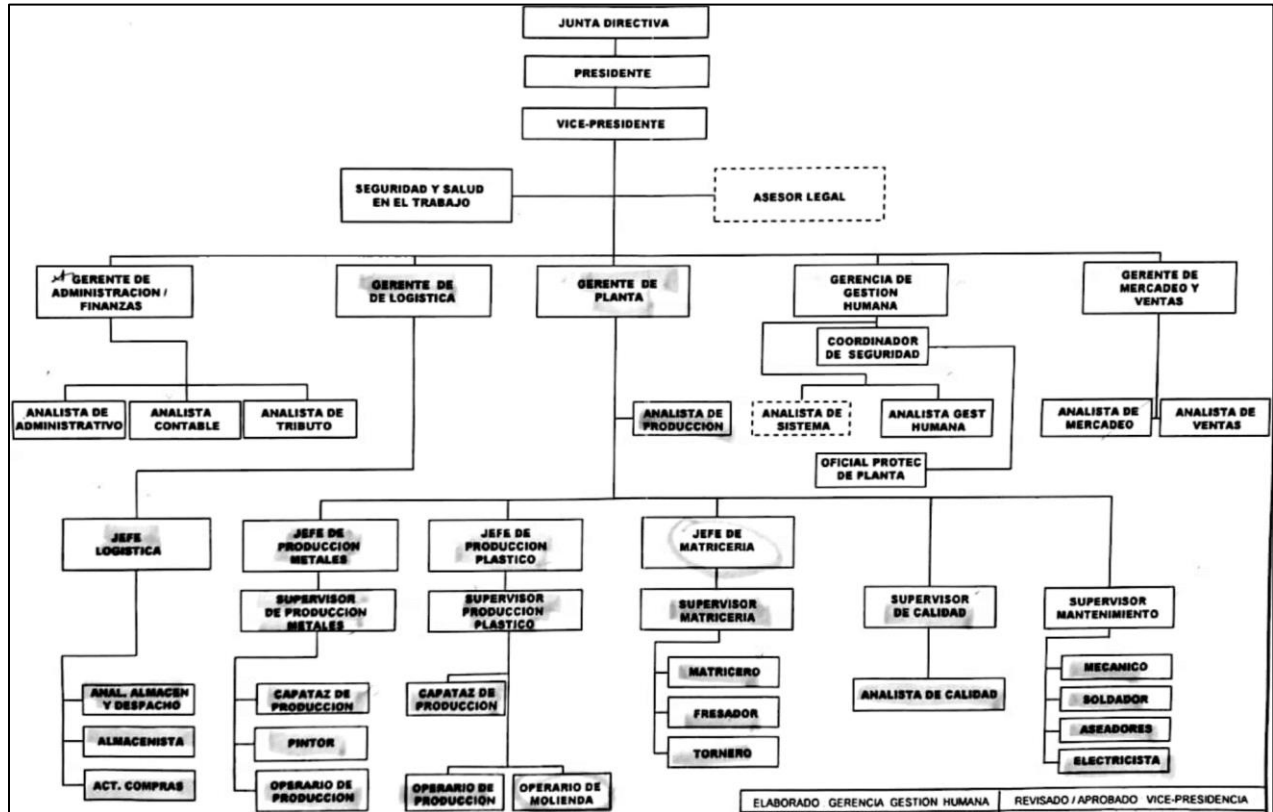 JUNTA DIRECTIVA
PRESIDENTE
VICE-PRESIDENTE
SEGURIDAD Y SALUD
EN EL TRABAJO
ASESOR LEGAL
GERENTE DE
ADMINISTRACION /
FINANZAS
GERENTE DE
DE LOGISTICA
GERENTE DE
PLANTA
GERENCIA DE
GESTION
HUMANA
GERENTE DE
MERCADEO Y
VENTAS
COORDINADOR
DE SEGURIDAD
ANALISTA DE
ADMINISTRATIVO
ANALISTA
CONTABLE
ANALISTA DE
TRIBUTO
ANALISTA DE
PRODUCCION
ANALISTA DE
SISTEMA
ANALISTA GEST
HUMANA
ANALISTA DE
MERCADEO
ANALISTA DE
VENTAS
OFICIAL PROTEC
DE PLANTA
JEFE
LOGISTICA
JEFE DE
PRODUCCION
METALES
JEFE DE
PRODUCCION
PLASTICO
JEFE DE
MATRICERIA
SUPERVISOR
DE PRODUCCION
METALES
SUPERVISOR
PRODUCCION
PLASTICO
SUPERVISOR
MATRICERIA
SUPERVISOR
DE CALIDAD
SUPERVISOR
MANTENIMIENTO
ANAL. ALMACEN
Y DESPACHO
ALMACENISTA
ACT. COMPRAS
CAPATAZ DE
PRODUCCION
PINTOR
OPERARIO DE
PRODUCCION
CAPATAZ DE
PRODUCCION
OPERARIO DE
PRODUCCION
OPERARIO DE
MOLIENDA
MATRICERO
FRESADOR
TORNERO
ANALISTA DE CALIDAD
MECANICO
SOLDADOR
ASEADORES
ELECTRICISTA
ELABORADO GERENCIA GESTION HUMANA
REVISADO / APROBADO VICE-PRESIDENCIA